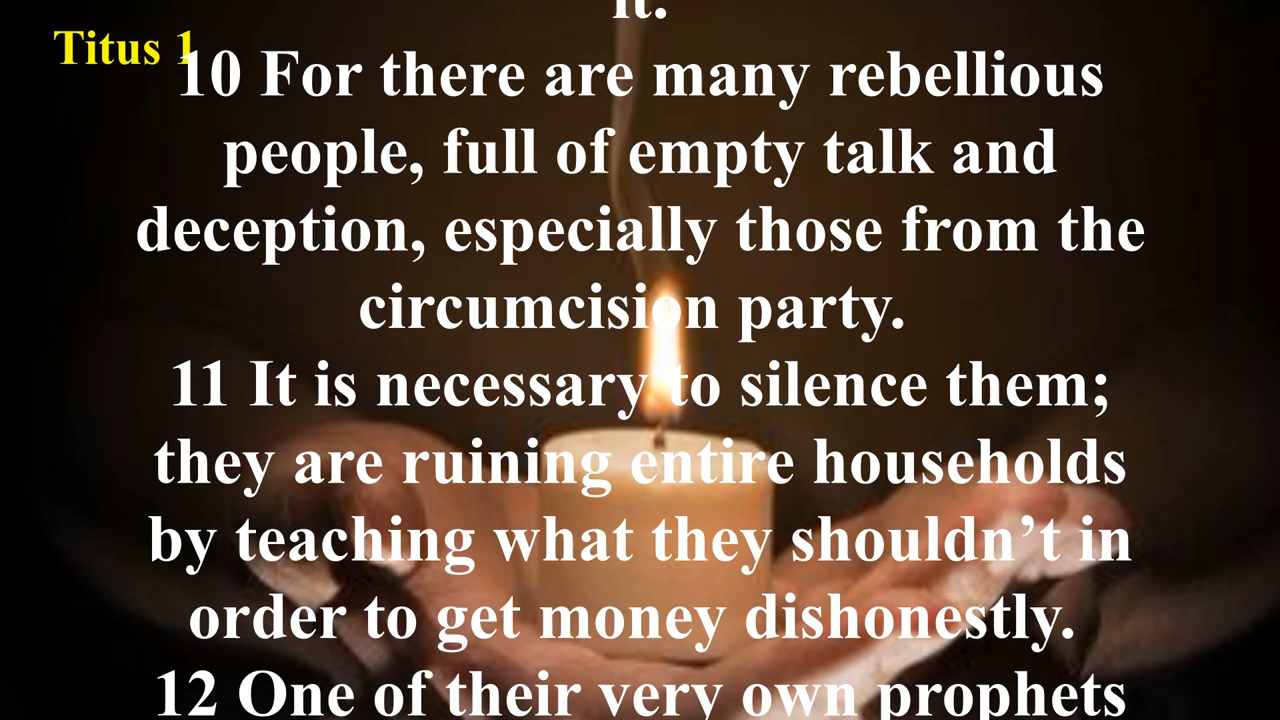 it.
Titus 1
10 For there are many rebellious
people, full of empty talk and
deception, especially those from the
circumcision party.
11 It is necessary to silence them;
they are ruining entire households
by teaching what they shouldn’t in
order to get money dishonestly.
12 One of their very own prophets